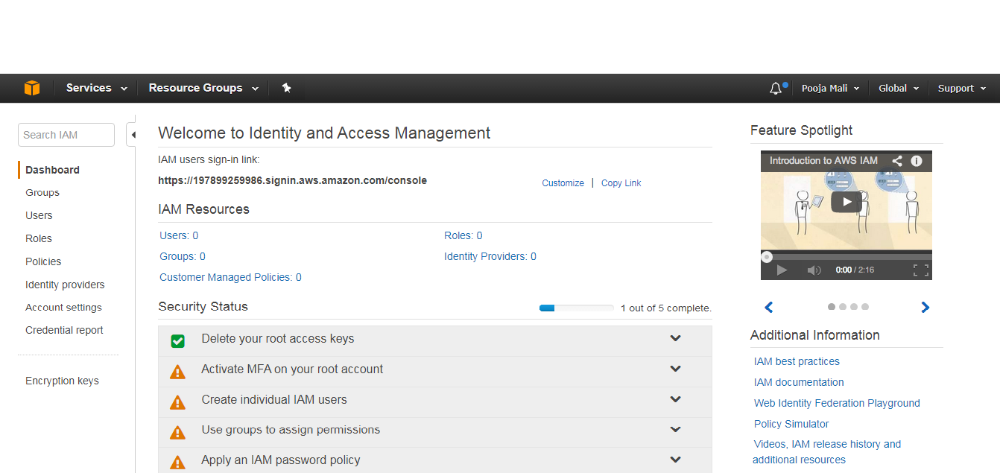 Services
Resource Groups
Pooja Mali
Global
Support
Search IAM
Dashboard
Groups
Users
Roles
Policies
Identity providers
Account settings
Credential report
Encryption keys
Welcome to Identity and Access Management
IAM users sign-in link:
https://197899259986.signin.aws.amazon.com/console
Customize | Copy Link
IAM Resources
Users: 0
Roles: 0
Groups: 0
Identity Providers: 0
Customer Managed Policies: 0
Security Status
1 out of 5 complete.
Delete your root access keys
Activate MFA on your root account
Create individual IAM users
Use groups to assign permissions
Apply an IAM password policy
Feature Spotlight
Introduction to AWS IAM
0:00 / 2:16
Additional Information
IAM best practices
IAM documentation
Web Identity Federation Playground
Policy Simulator
Videos, IAM release history and
additional resources